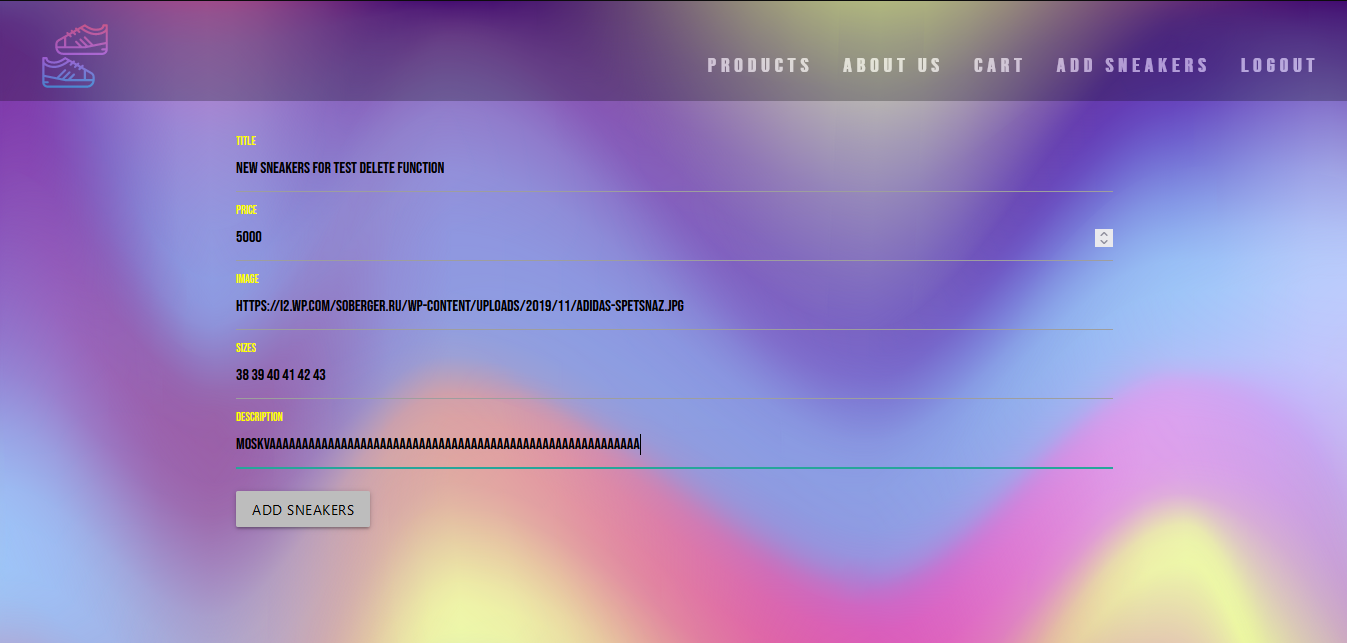 PRODUCTS ABOUT US CART ADD SNEAKERS LOGOUT
TITLE
NEW SNEAKERS FOR TEST DELETE FUNCTION
PRICE
5000
IMAGE
HTTPS://I2.WP.COM/SOBERGER.RU/WP-CONTENT/UPLOADS/2019/11/ADIDAS-SPETSNAZ.JPG
SIZES
38 39 40 41 42 43
DESCRIPTION
MOSKVAAAAAAAAAAAAAAAAAAAAAAAAAAAAAAAAAAAAAAAAAAAAAAAAAAAAAAAAA
ADD SNEAKERS